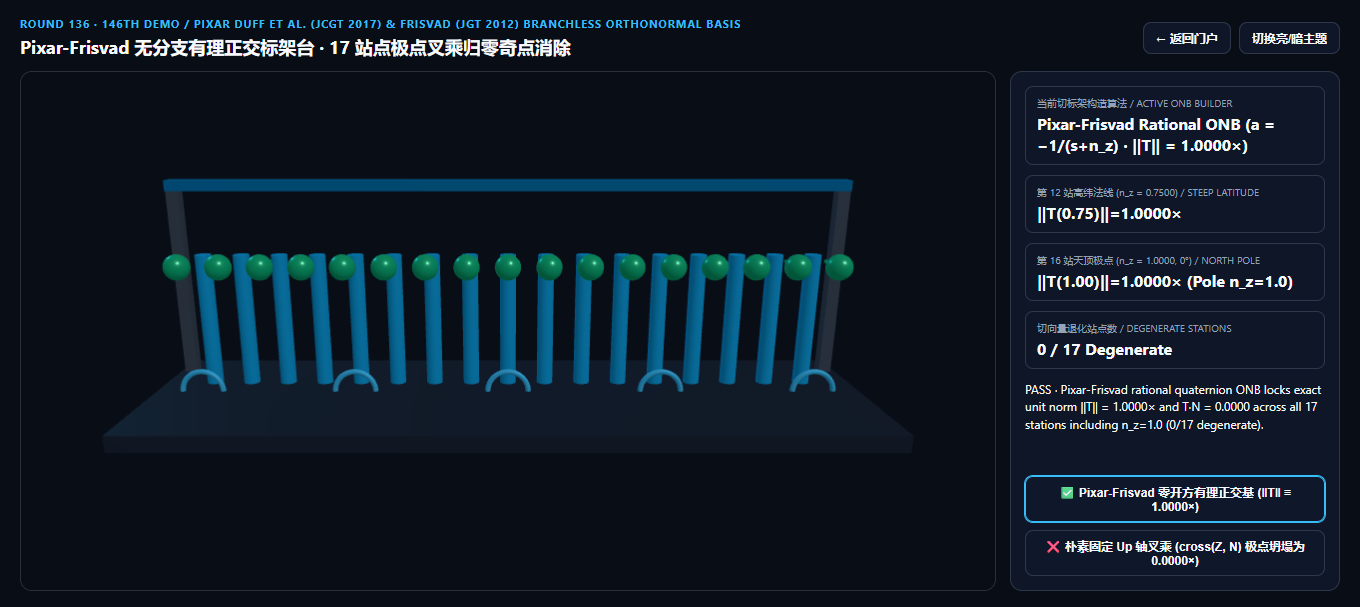 ROUND 136 · 146TH DEMO / PIXAR DUFF ET AL. (JCGT 2017) & FRISVAD (JGT 2012) BRANCHLESS ORTHONORMAL BASIS
Pixar-Frisvad 无分支有理正交标架台 · 17 站点极点叉乘归零奇点消除
← 返回门户
切换亮/暗主题
当前切标架构造算法 / ACTIVE ONB BUILDER
Pixar-Frisvad Rational ONB (a =
−1/(s+n_z) · ||T|| = 1.0000×)
第 12 站高纬法线 (n_z = 0.7500) / STEEP LATITUDE
||T(0.75)||=1.0000×
第 16 站天顶极点 (n_z = 1.0000, 0°) / NORTH POLE
||T(1.00)||=1.0000× (Pole n_z=1.0)
切向量退化站点数 / DEGENERATE STATIONS
0 / 17 Degenerate
PASS · Pixar-Frisvad rational quaternion ONB locks exact
unit norm ||T|| = 1.0000× and T·N = 0.0000 across all 17
stations including n_z=1.0 (0/17 degenerate).
✅ Pixar-Frisvad 零开方有理正交基 (||T|| ≡
1.0000×)
❌ 朴素固定 Up 轴叉乘 (cross(Z, N) 极点坍塌为
0.0000×)